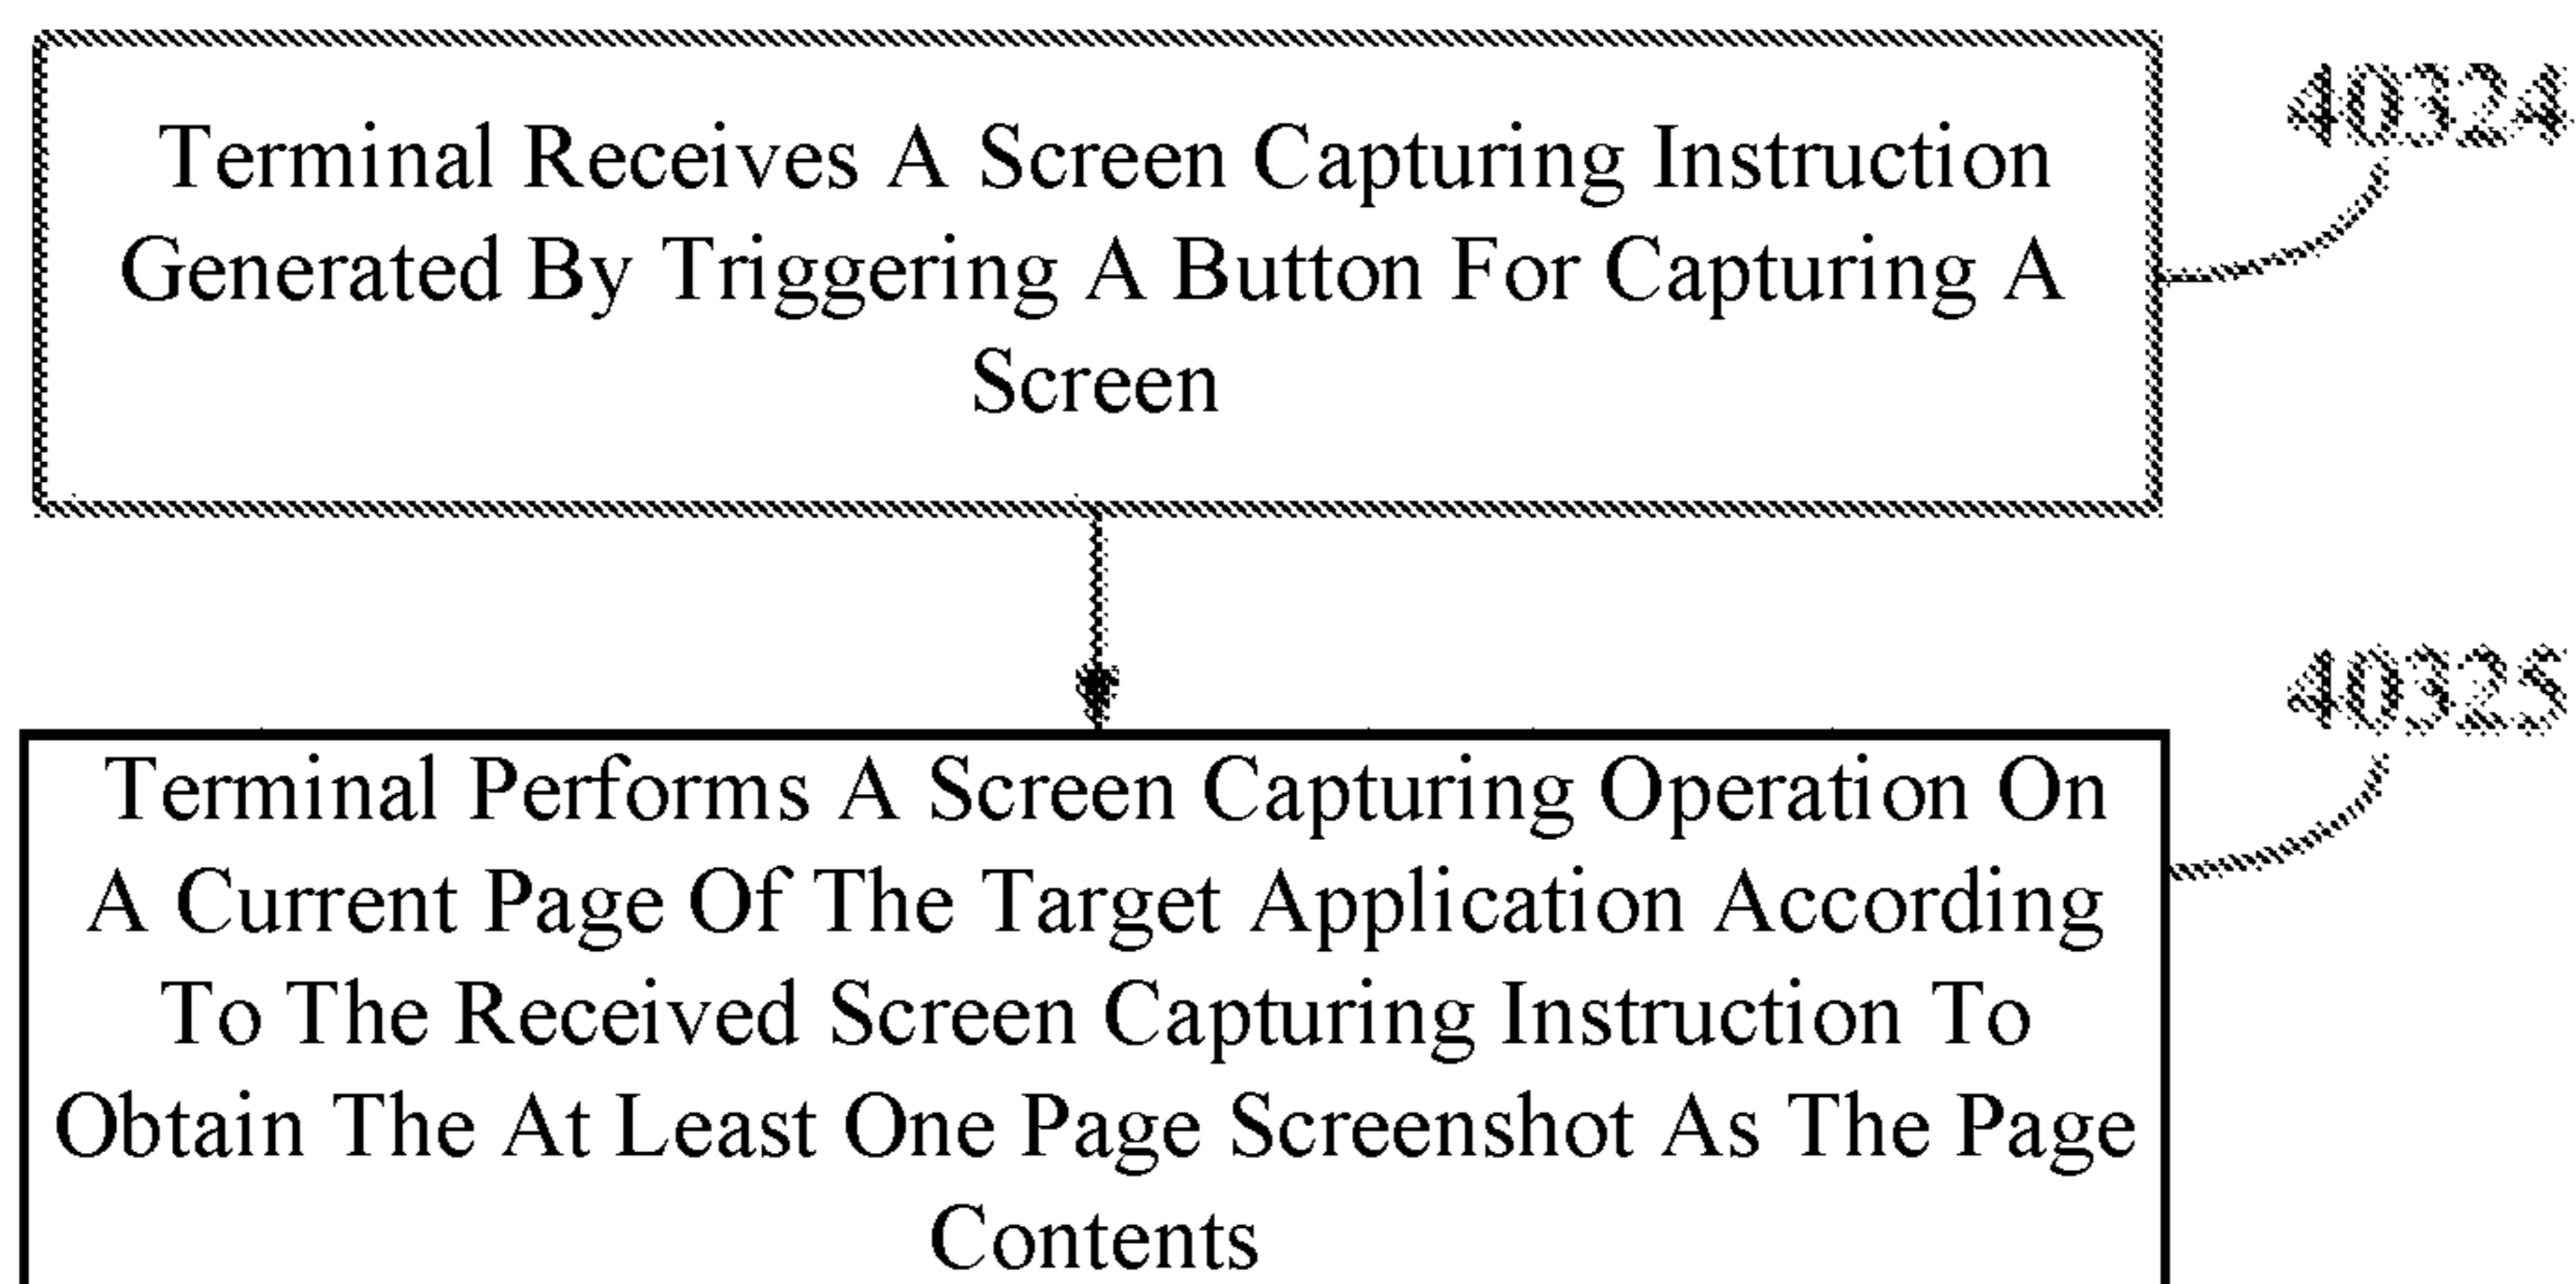 Terminal Receives A Screen Capturing Instruction
Generated By Triggering A Button For Capturing A
Screen
40324
Terminal Performs A Screen Capturing Operation On
A Current Page Of The Target Application According
To The Received Screen Capturing Instruction To
Obtain The At Least One Page Screenshot As The Page
Contents
40325